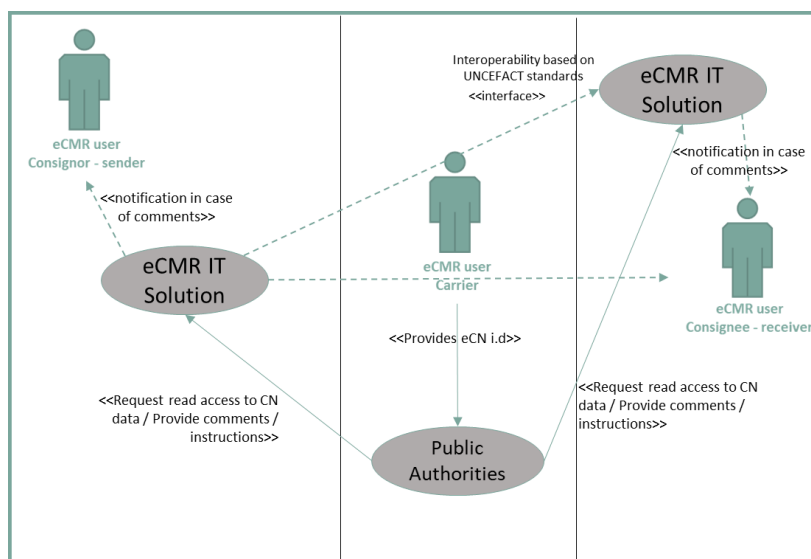 Interoperability based on
UNCEFACT standards
<<interface>>
eCMR IT
Solution
eCMR user
Consignor - sender
<<notification in case
of comments>>
<<notification in case
of comments>>
eCMR IT
Solution
eCMR user
Carrier
eCMR user
Consignee - receiver
<<Provides eCN i.d>>
<<Request read access to CN
data / Provide comments /
instructions>>
<<Request read access to CN
data / Provide comments /
instructions>>
Public
Authorities